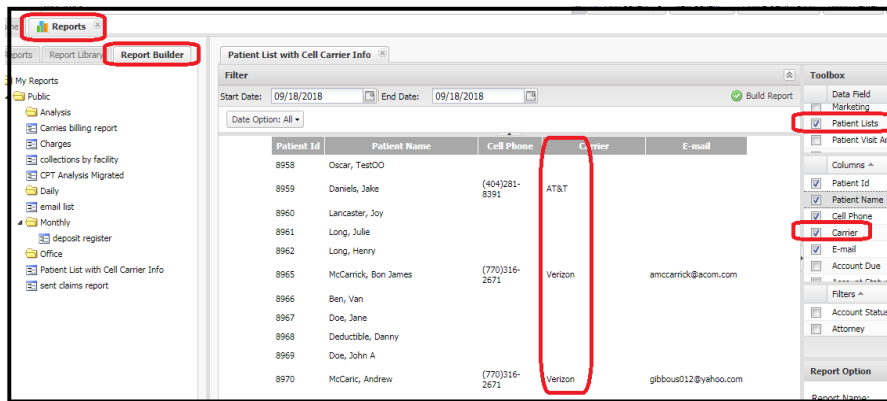 Reports
Report Library
Report Builder
My Reports
Public
Analysis
Carries billing report
Charges
collections by facility
CPT Analysis Migrated
Daily
email list
Monthly
deposit register
Office
Patient List with Cell Carrier Info
sent claims report
Patient List with Cell Carrier Info
Filter
Start Date: 09/18/2018 End Date: 09/18/2018 Build Report
Date Option: All
Patient Id Patient Name Cell Phone Carrier E-mail
8958 Oscar, TestOO
8959 Daniels, Jake (404)281-
8391 AT&T
8960 Lancaster, Joy
8961 Long, Julie
8962 Long, Henry
8965 McCarrick, Bon James (770)316-
2671 Verizon amccarrick@acom.com
8966 Ben, Van
8967 Doe, Jane
8968 Deductible, Danny
8969 Doe, John A
8970 McCaric, Andrew (770)316-
2671 Verizon gibbous012@yahoo.com
Toolbox
Data Field
Marketing
Patient Lists
Patient Visit
Columns
Patient Id
Patient Name
Cell Phone
Carrier
E-mail
Account Due
Filters
Account Status
Attorney
Report Option
Report Name: